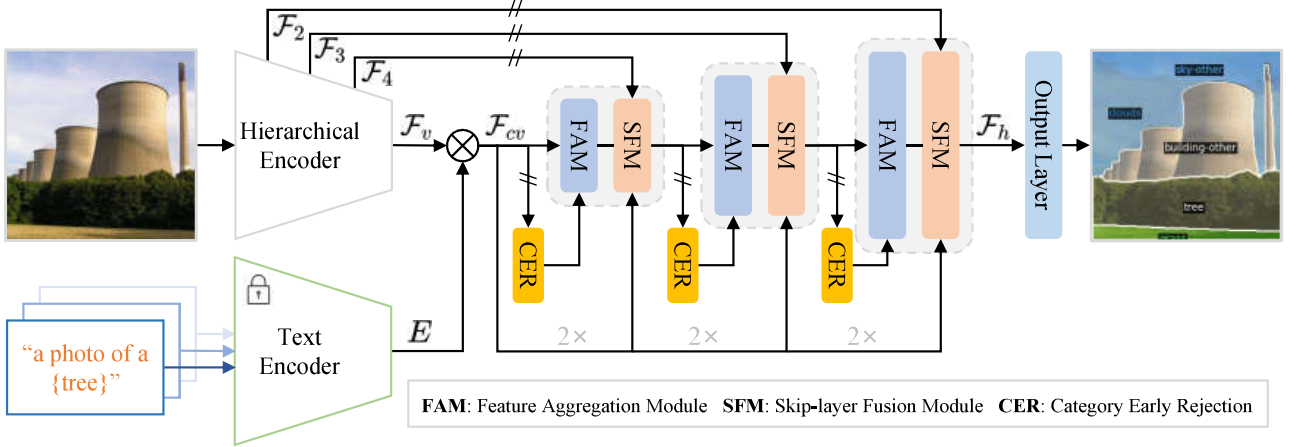 F₂
F₃
F₄
Hierarchical
Encoder
Fᵥ
F_cv
FAM
SFM
FAM
SFM
FAM
SFM
F_h
Output Layer
CER
CER
CER
sky-other
clouds
building-other
tree
“a photo of a
{tree}”
Text
Encoder
E
2×
2×
2×
FAM: Feature Aggregation Module SFM: Skip-layer Fusion Module CER: Category Early Rejection